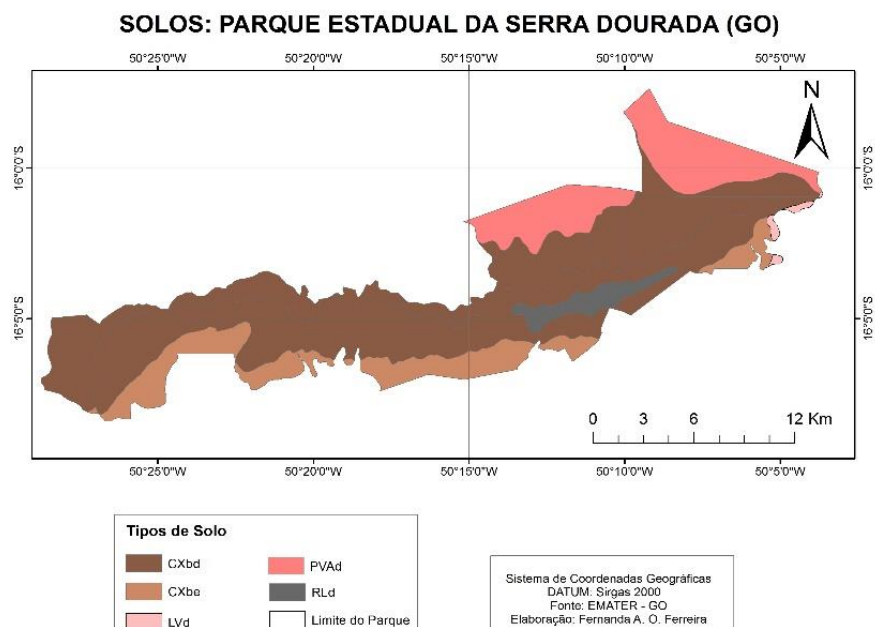 SOLOS: PARQUE ESTADUAL DA SERRA DOURADA (GO)
50°25'0"W 50°20'0"W 50°15'0"W 50°10'0"W 50°5'0"W
N
16°0'0"S 16°0'0"S
16°5'0"S 16°5'0"S
0 3 6 12 Km
50°25'0"W 50°20'0"W 50°15'0"W 50°10'0"W 50°5'0"W
Tipos de Solo
CXbd PVAd
CXbe RLd
LVd Limite do Parque
Sistema de Coordenadas Geográficas
DATUM: Sirgas 2000
Fonte: EMATER - GO
Elaboração: Fernanda A. O. Ferreira